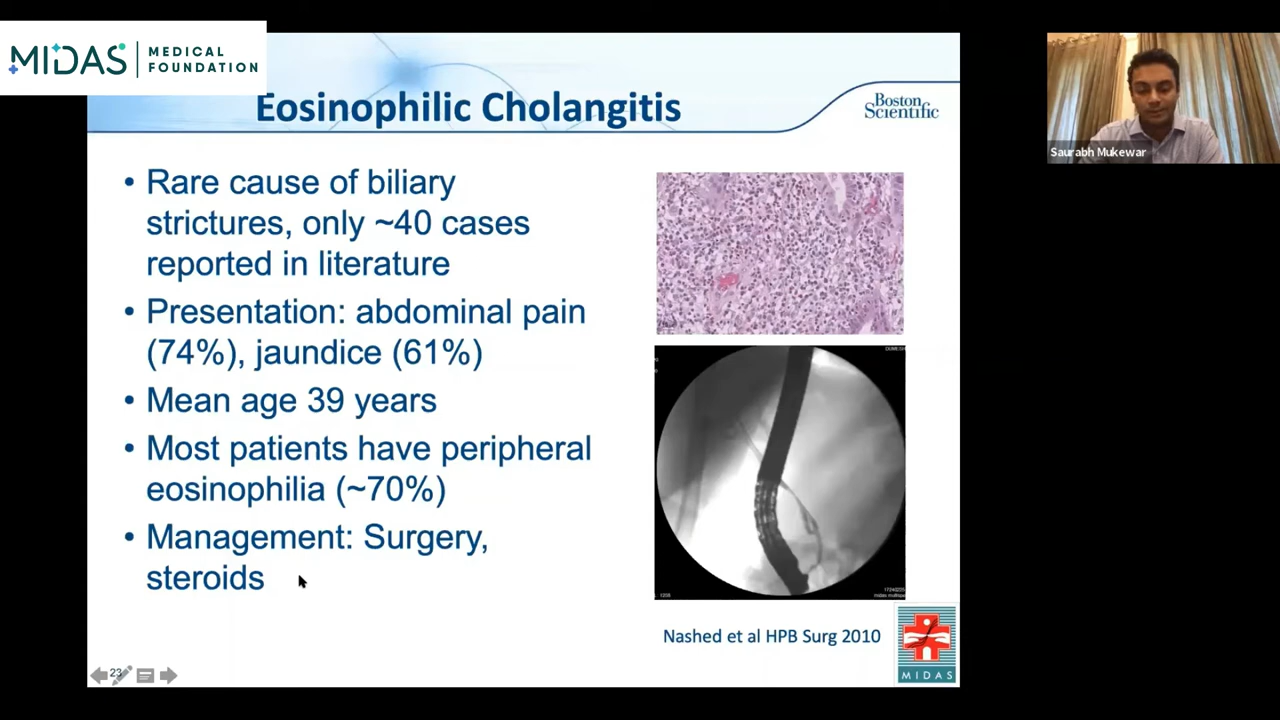 MIDAS MEDICAL FOUNDATION
Eosinophilic Cholangitis
Boston
Scientific
Saurabh Mukewar
• Rare cause of biliary
strictures, only ~40 cases
reported in literature
• Presentation: abdominal pain
(74%), jaundice (61%)
• Mean age 39 years
• Most patients have peripheral
eosinophilia (~70%)
• Management: Surgery,
steroids
Nashed et al HPB Surg 2010
MIDAS
23